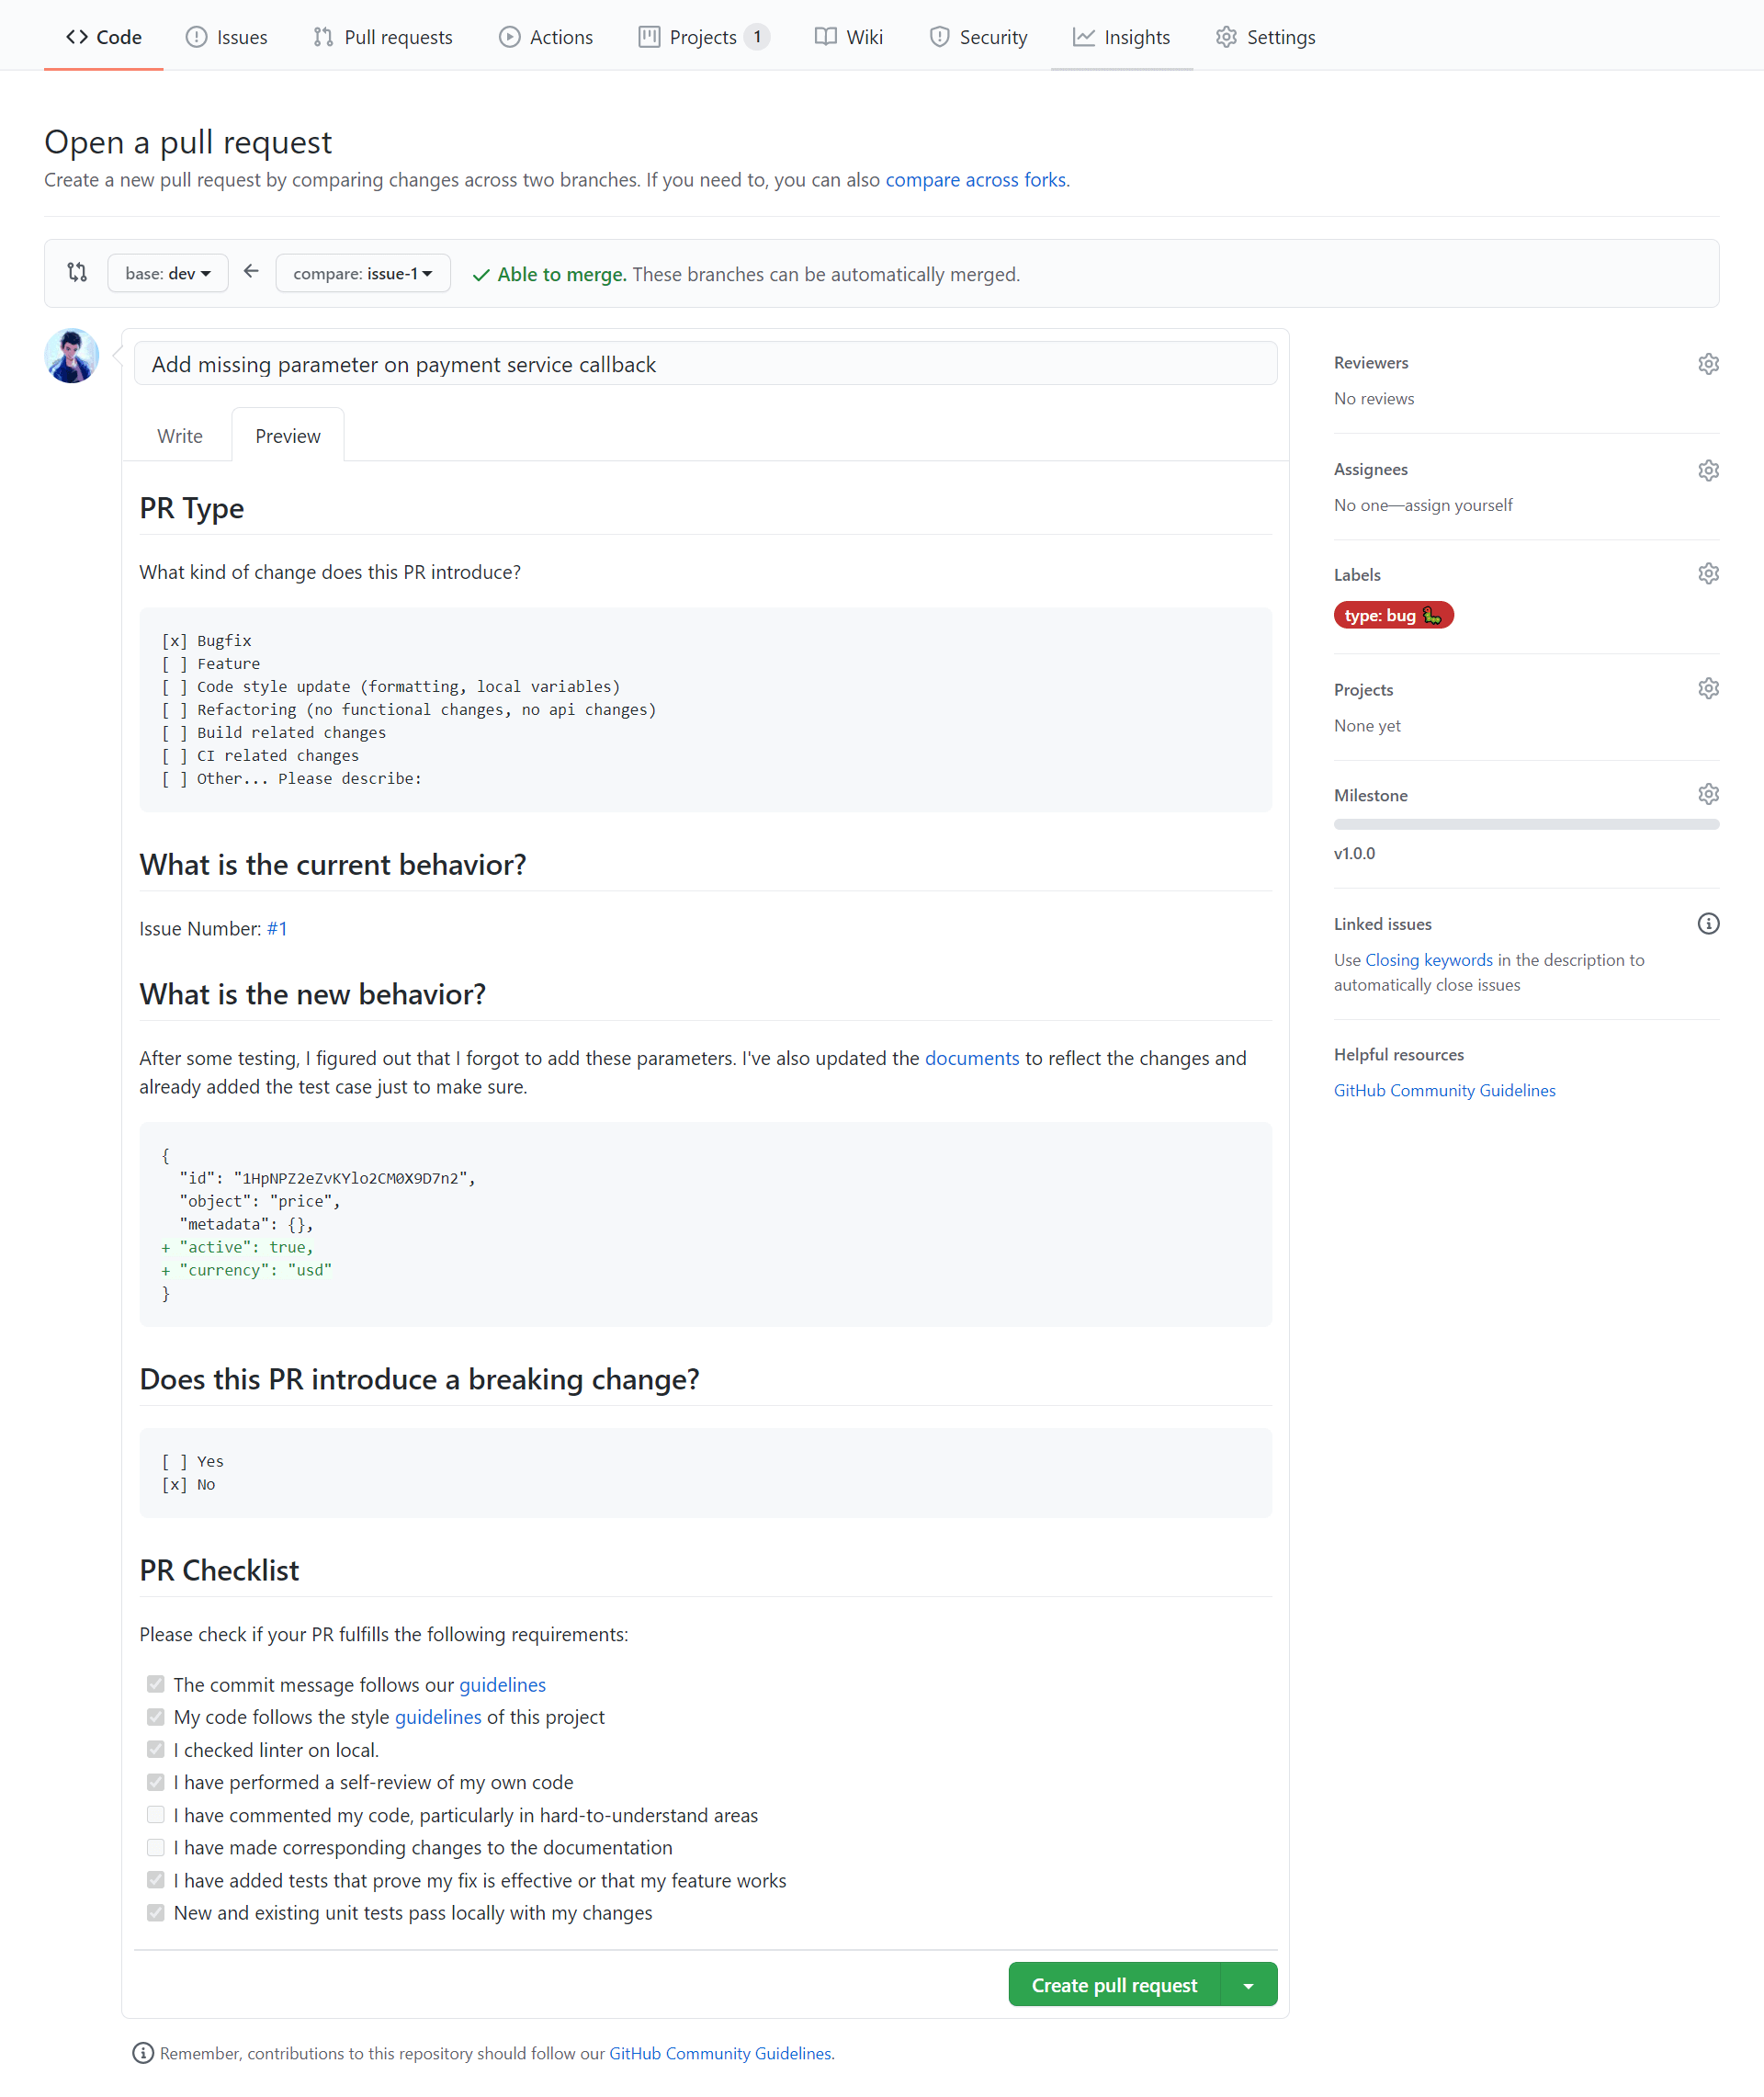 Code Issues Pull requests Actions Projects 1 Wiki Security Insights Settings
Open a pull request
Create a new pull request by comparing changes across two branches. If you need to, you can also compare across forks.
base: dev compare: issue-1 Able to merge. These branches can be automatically merged.
Add missing parameter on payment service callback
Write Preview
PR Type
What kind of change does this PR introduce?
[x] Bugfix
[ ] Feature
[ ] Code style update (formatting, local variables)
[ ] Refactoring (no functional changes, no api changes)
[ ] Build related changes
[ ] CI related changes
[ ] Other... Please describe:
What is the current behavior?
Issue Number: #1
What is the new behavior?
After some testing, I figured out that I forgot to add these parameters. I've also updated the documents to reflect the changes and
already added the test case just to make sure.
{
  "id": "1HpNPZ2eZvKYlo2CM0X9D7n2",
  "object": "price",
  "metadata": {},
+ "active": true,
+ "currency": "usd"
}
Does this PR introduce a breaking change?
[ ] Yes
[x] No
PR Checklist
Please check if your PR fulfills the following requirements:
The commit message follows our guidelines
My code follows the style guidelines of this project
I checked linter on local.
I have performed a self-review of my own code
I have commented my code, particularly in hard-to-understand areas
I have made corresponding changes to the documentation
I have added tests that prove my fix is effective or that my feature works
New and existing unit tests pass locally with my changes
Create pull request
Remember, contributions to this repository should follow our GitHub Community Guidelines.
Reviewers
No reviews
Assignees
No one—assign yourself
Labels
type: bug 🐛
Projects
None yet
Milestone
v1.0.0
Linked issues
Use Closing keywords in the description to
automatically close issues
Helpful resources
GitHub Community Guidelines